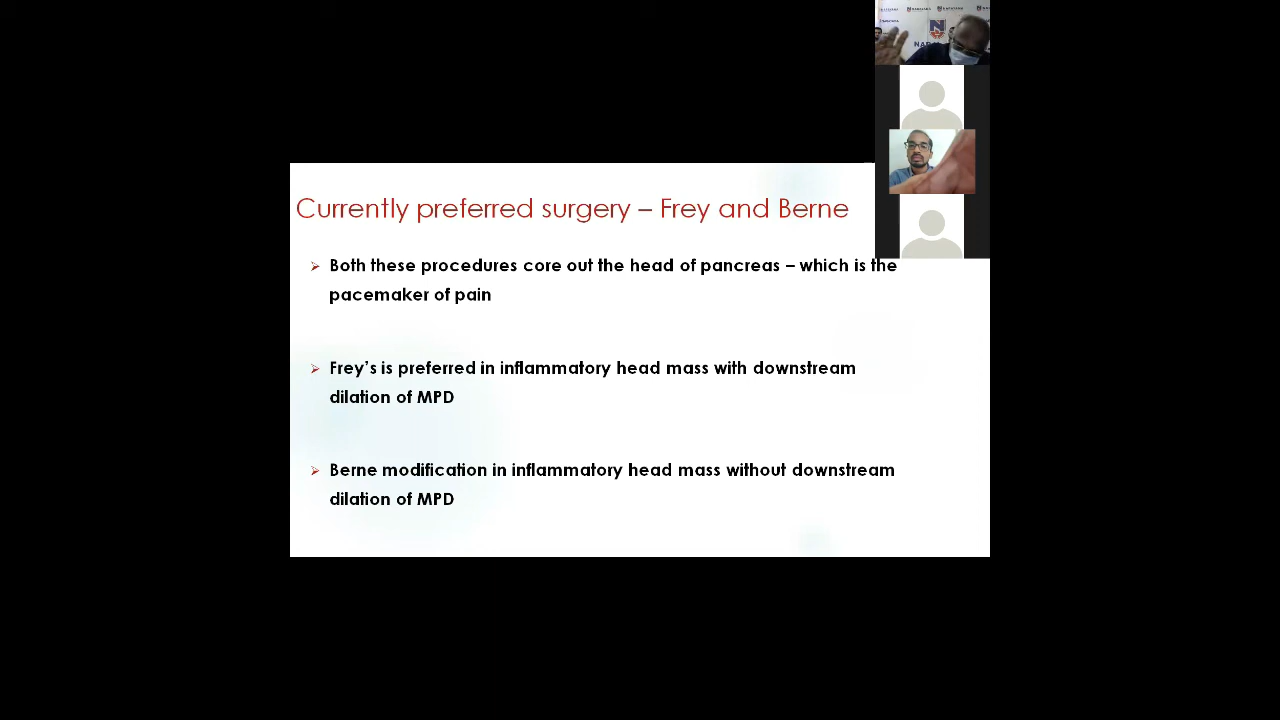 Currently preferred surgery – Frey and Berne
➢ Both these procedures core out the head of pancreas – which is the
pacemaker of pain
➢ Frey's is preferred in inflammatory head mass with downstream
dilation of MPD
➢ Berne modification in inflammatory head mass without downstream
dilation of MPD